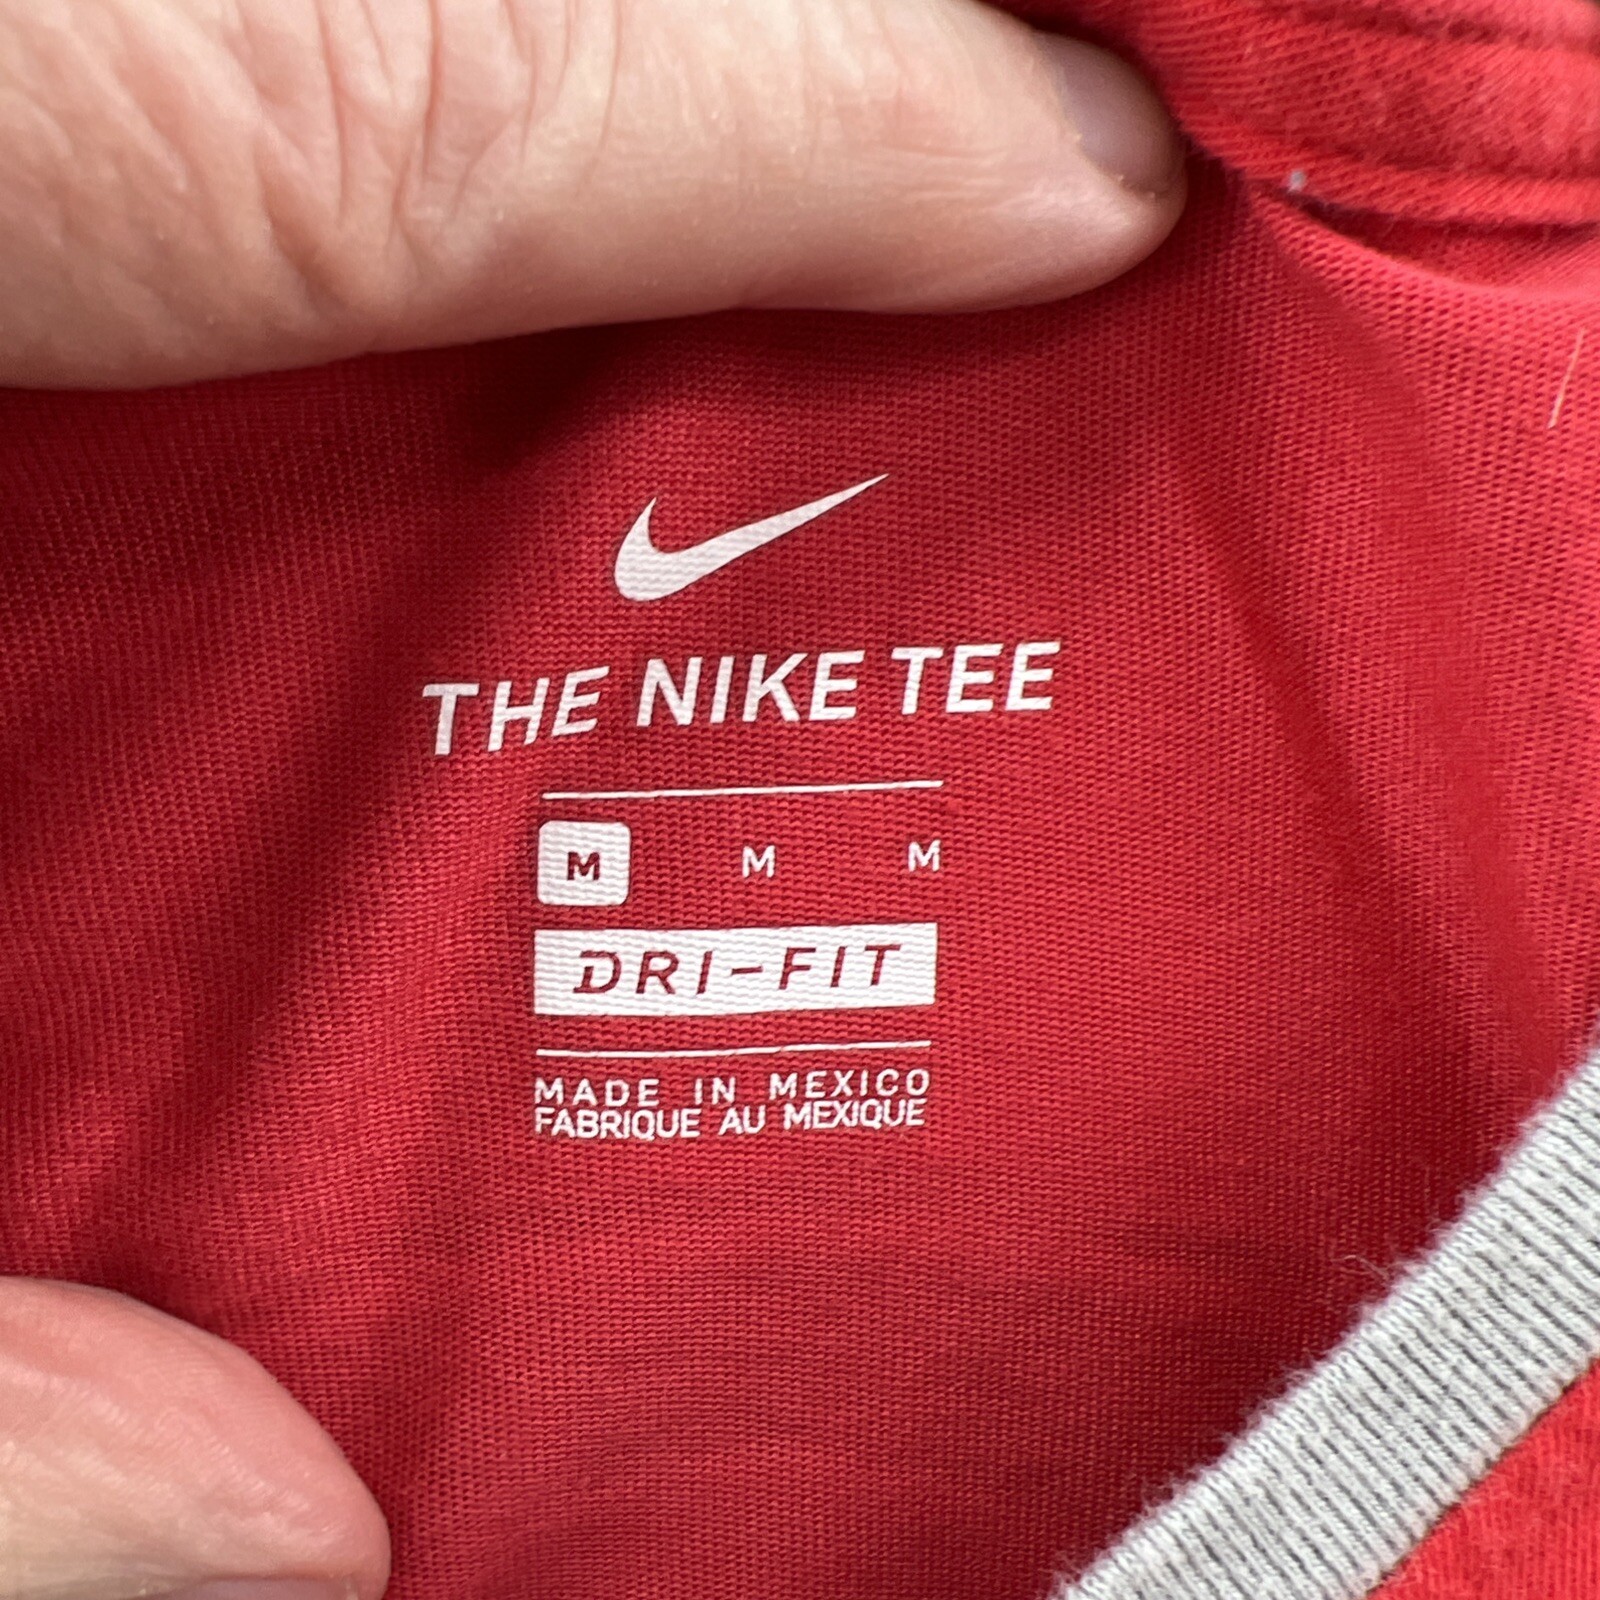 THE NIKE TEE
M M M
DRI-FIT
MADE IN MEXICO
FABRIQUE AU MEXIQUE